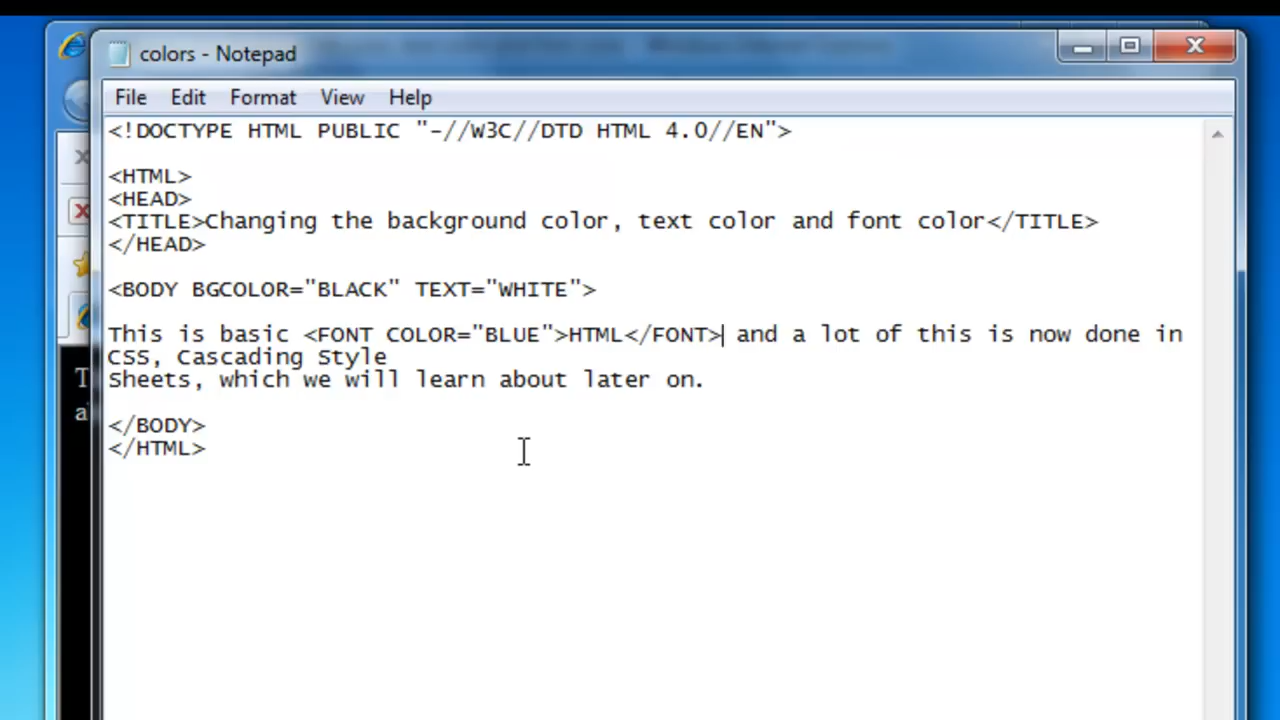 colors - Notepad
File Edit Format View Help
<!DOCTYPE HTML PUBLIC "-//W3C//DTD HTML 4.0//EN">
<HTML>
<HEAD>
<TITLE>Changing the background color, text color and font color</TITLE>
</HEAD>
<BODY BGCOLOR="BLACK" TEXT="WHITE">
This is basic <FONT COLOR="BLUE">HTML</FONT> and a lot of this is now done in
CSS, Cascading Style
Sheets, which we will learn about later on.
</BODY>
</HTML>